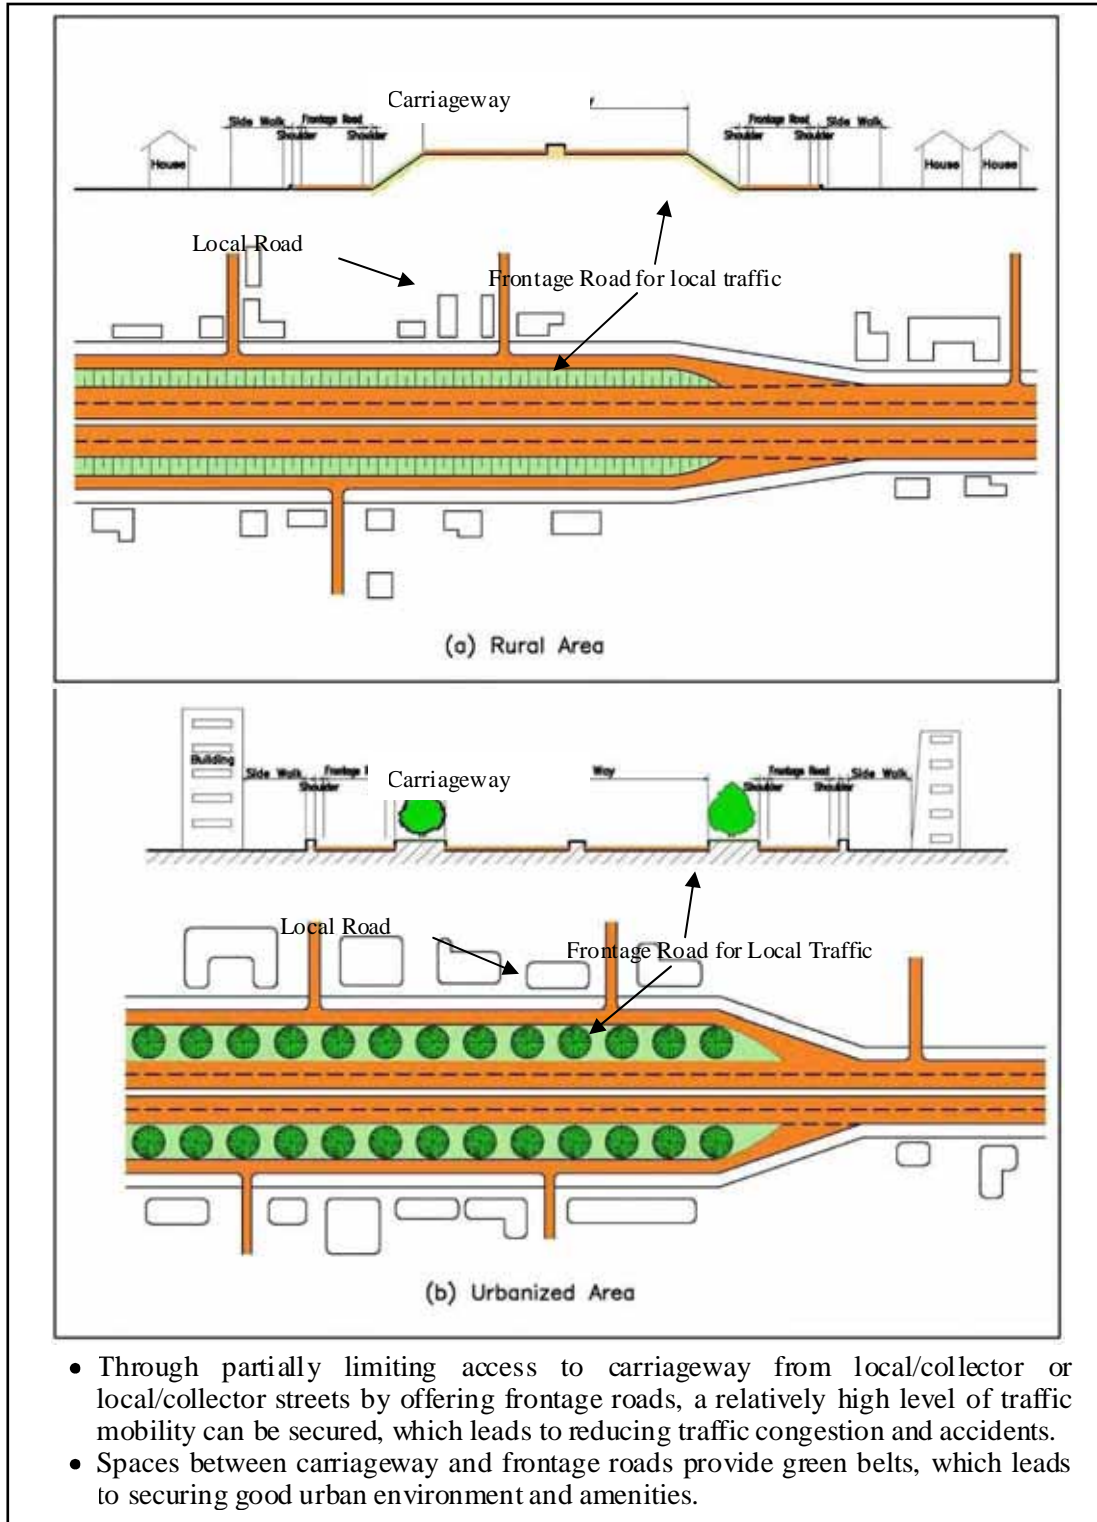 Carriageway
Side Walk Shoulder Frontage Road Shoulder Frontage Road Shoulder Side Walk
House House House
Local Road
Frontage Road for local traffic
(a) Rural Area
Building
Side Walk Shoulder Frontage Carriageway Way Shoulder Frontage Road Shoulder Side Walk
Local Road
Frontage Road for Local Traffic
(b) Urbanized Area
• Through partially limiting access to carriageway from local/collector or
local/collector streets by offering frontage roads, a relatively high level of traffic
mobility can be secured, which leads to reducing traffic congestion and accidents.
• Spaces between carriageway and frontage roads provide green belts, which leads
to securing good urban environment and amenities.